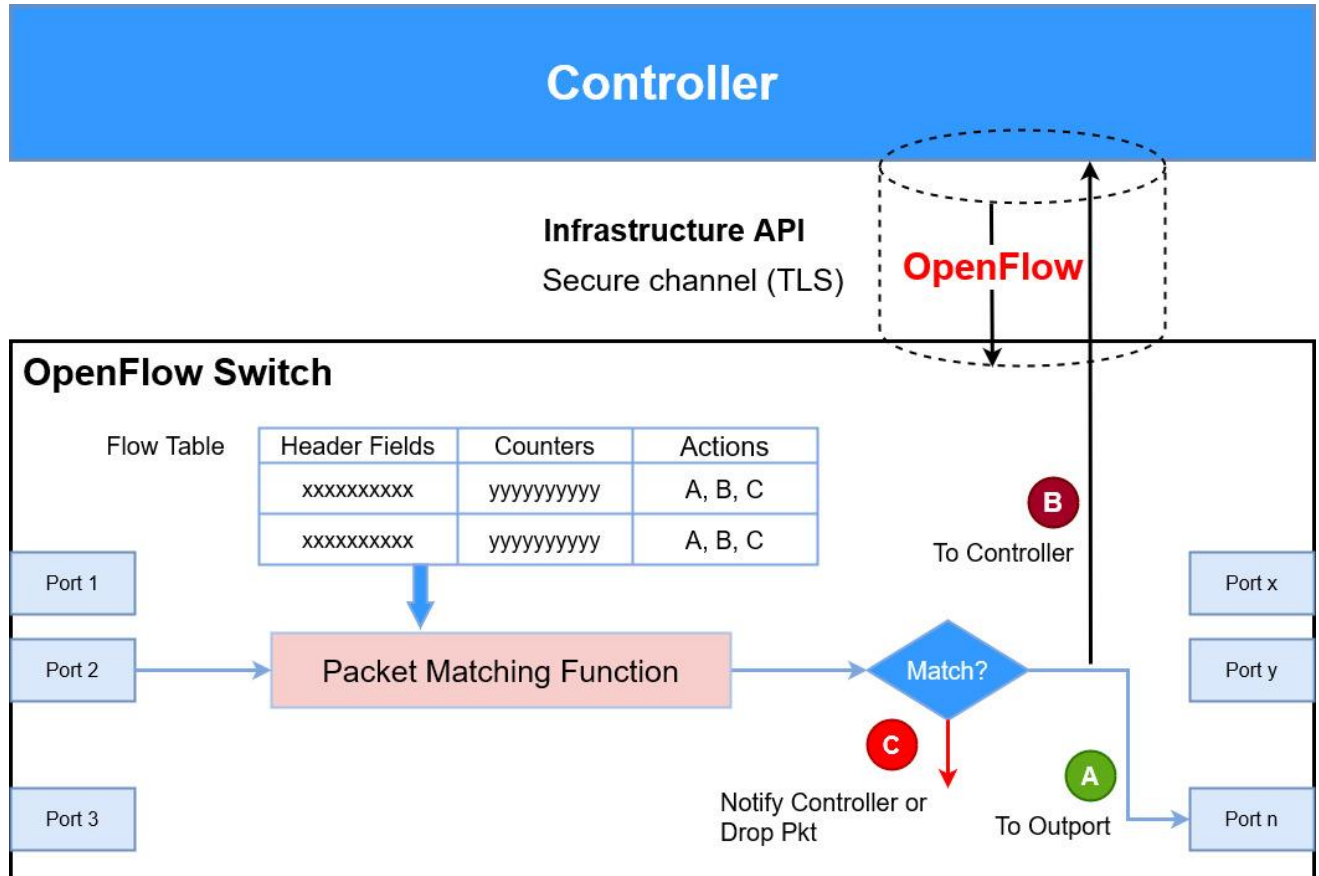 Controller
Infrastructure API
Secure channel (TLS)
OpenFlow
OpenFlow Switch
Flow Table
Header Fields Counters Actions
xxxxxxxxxx yyyyyyyyyy A, B, C
xxxxxxxxxx yyyyyyyyyy A, B, C
B
To Controller
Port 1
Port x
Port 2
Packet Matching Function
Match?
Port y
C
Notify Controller or
Drop Pkt
A
To Outport
Port 3
Port n